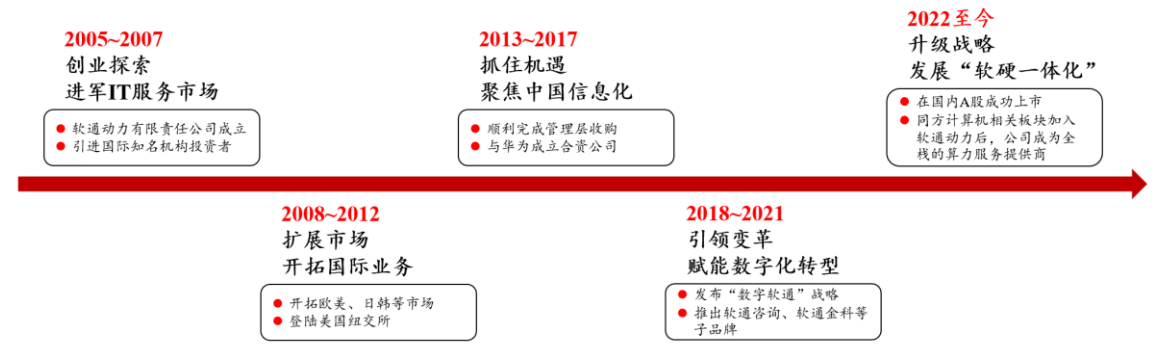 2005~2007
创业探索
进军IT服务市场
软通动力有限责任公司成立
引进国际知名机构投资者
2008~2012
扩展市场
开拓国际业务
开拓欧美、日韩等市场
登陆美国纽交所
2013~2017
抓住机遇
聚焦中国信息化
顺利完成管理层收购
与华为成立合资公司
2018~2021
引领变革
赋能数字化转型
发布“数字软通”战略
推出软通咨询、软通金科等
子品牌
2022至今
升级战略
发展“软硬一体化”
在国内A股成功上市
同方计算机相关板块加入
软通动力后，公司成为全
栈的算力服务提供商